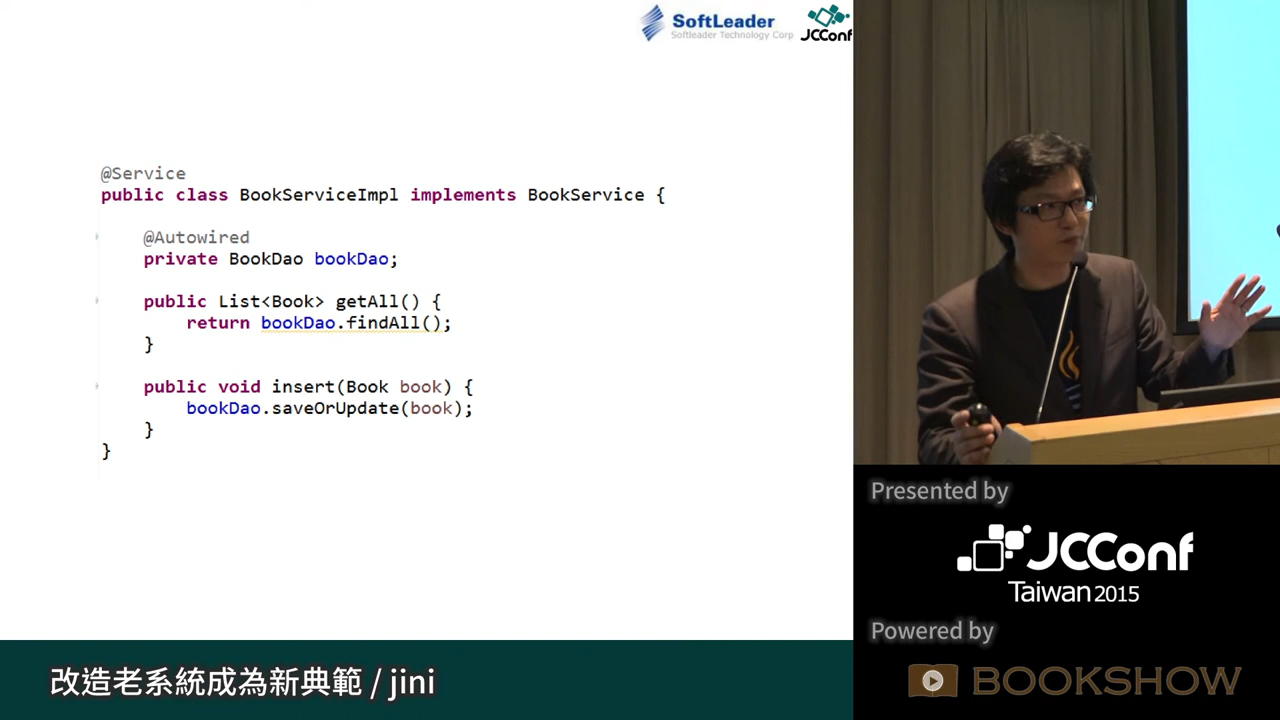 SoftLeader
Softleader Technology Corp
JCConf
@Service
public class BookServiceImpl implements BookService {
@Autowired
private BookDao bookDao;
public List<Book> getAll() {
return bookDao.findAll();
}
public void insert(Book book) {
bookDao.saveOrUpdate(book);
}
}
Presented by
JCConf
Taiwan 2015
Powered by
BOOKSHOW
改造老系統成為新典範 / jini